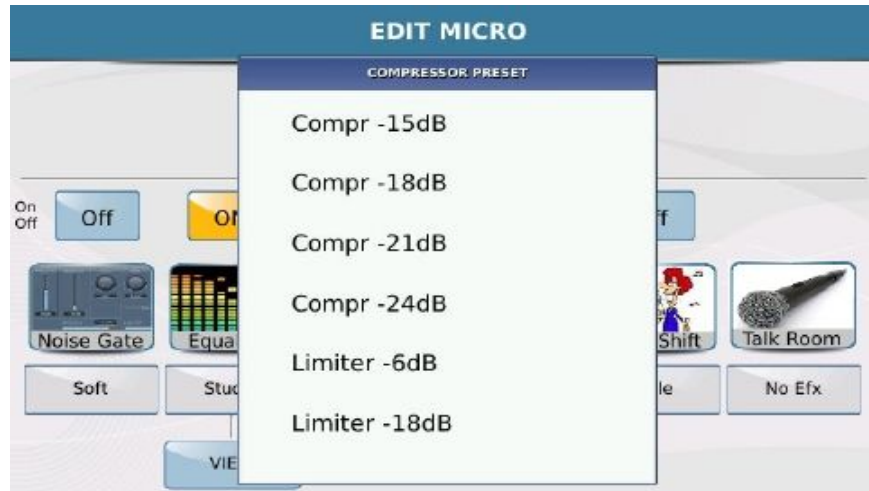 EDIT MICRO
COMPRESSOR PRESET
Compr -15dB
Compr -18dB
Compr -21dB
Compr -24dB
Limiter -6dB
Limiter -18dB
On
Off
Off
Noise Gate
Shift
Talk Room
Soft
No Efx